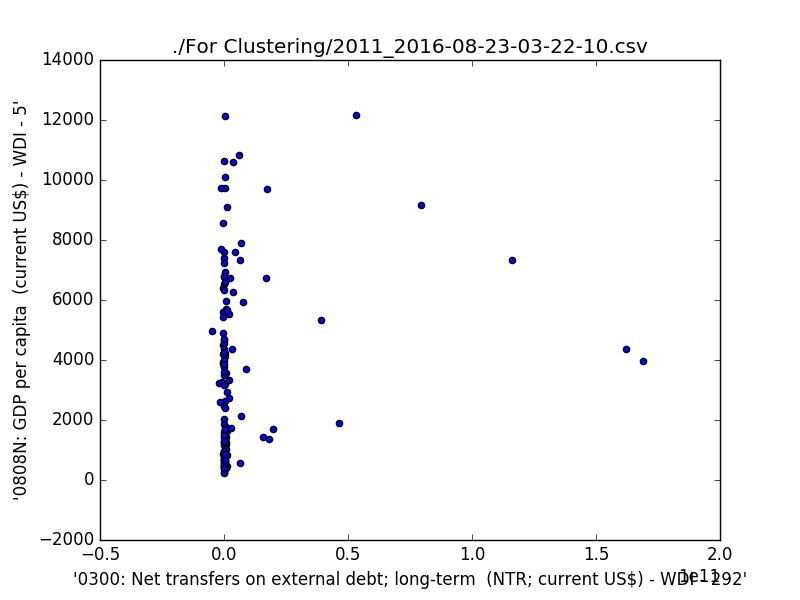 ./For Clustering/2011_2016-08-23-03-22-10.csv
14000
12000
10000
8000
6000
4000
2000
0
−2000
'0808N: GDP per capita  (current US$) - WDI - 5'
−0.5 0.0 0.5 1.0 1.5 2.0
1e11
'0300: Net transfers on external debt; long-term  (NTR; current US$) - WDI - 292'